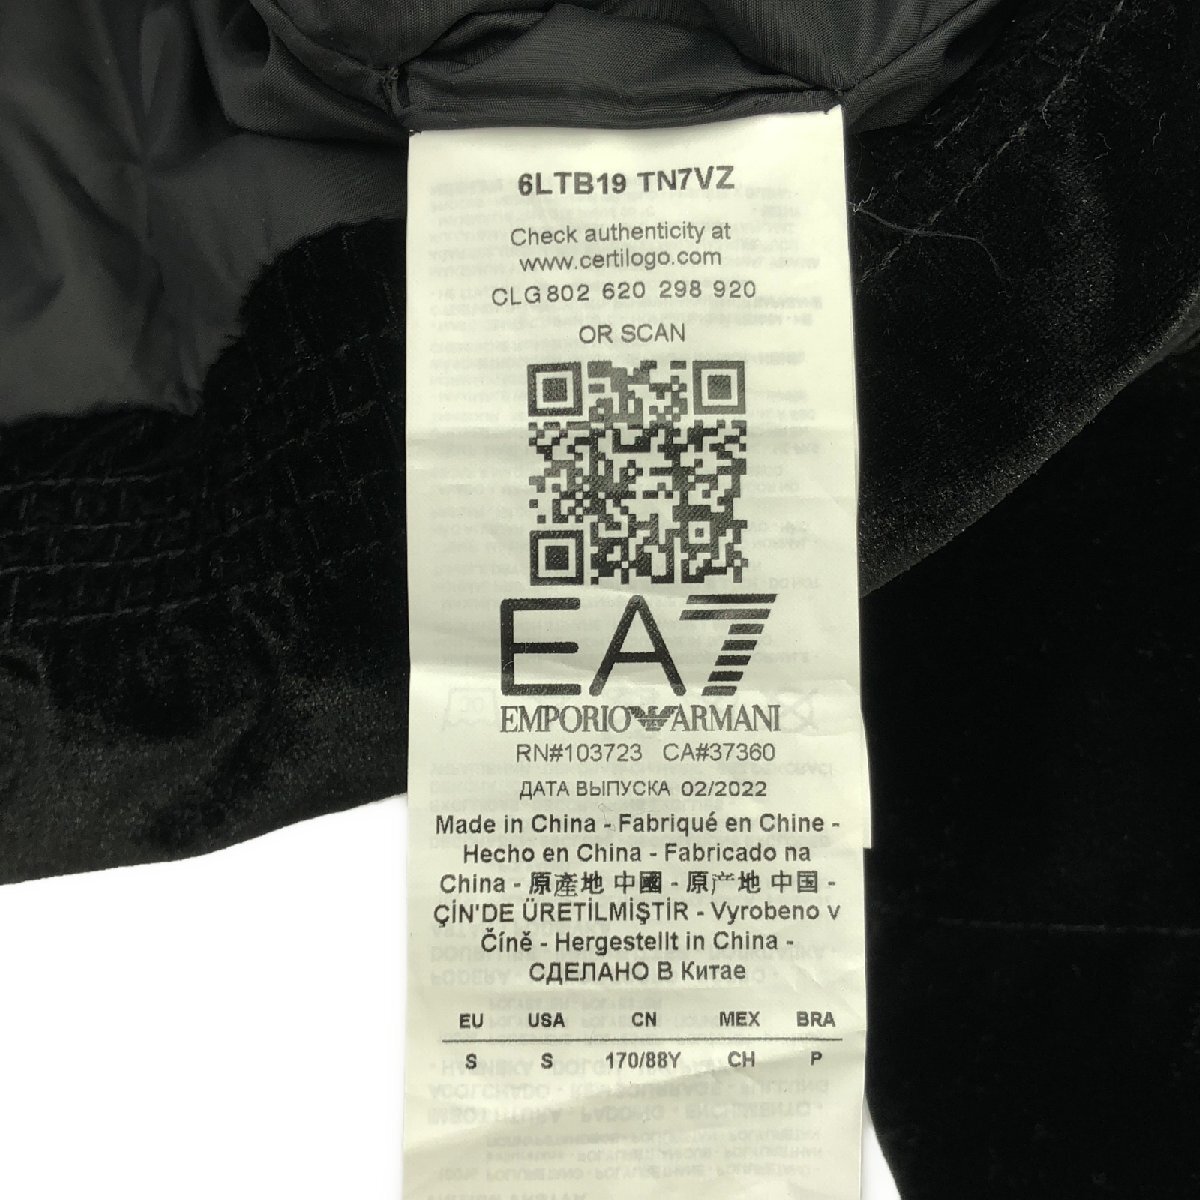 6LTB19 TN7VZ
Check authenticity at
www.certilogo.com
CLG 802 620 298 920
OR SCAN
EA7
EMPORIO ARMANI
RN#103723 CA#37360
ДАТА ВЫПУСКА 02/2022
Made in China - Fabriqué en Chine -
Hecho en China - Fabricado na
China - 原產地 中國 - 原产地 中国 -
ÇİN'DE ÜRETİLMİŞTİR - Vyrobeno v
Číně - Hergestellt in China -
СДЕЛАНО В Китае
EU USA CN MEX BRA
S S 170/88Y CH P